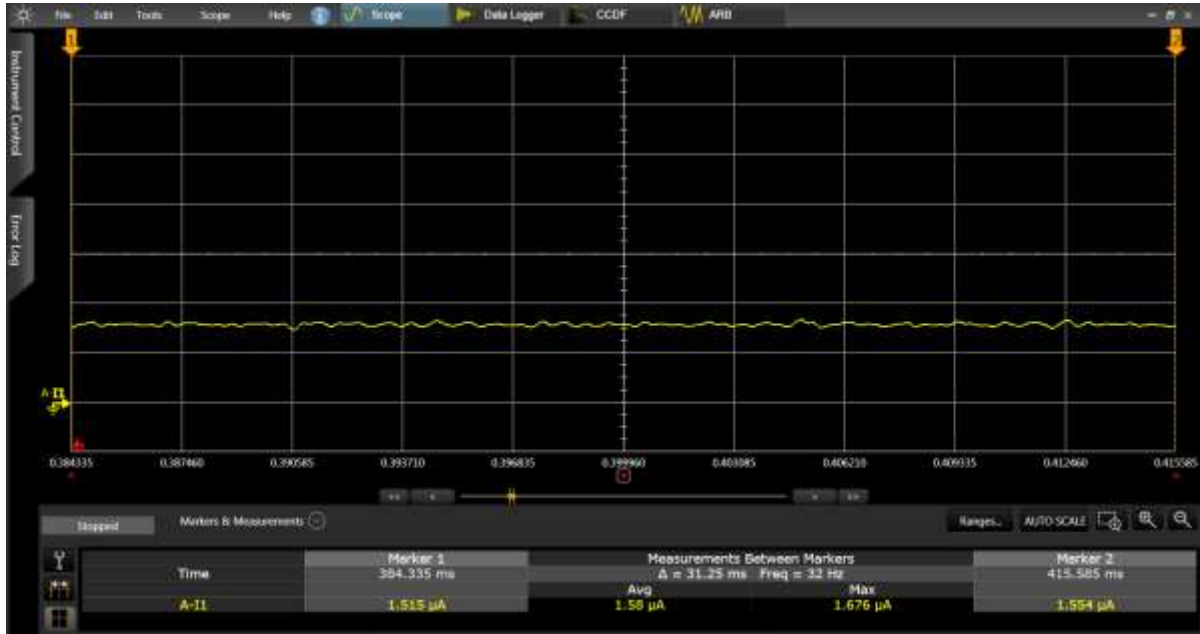 File Edit Tools Scope Help Scope Data Logger CCDF ARB
1 2
Instrument Control
Error Log
A-I1
0.384335 0.387460 0.390585 0.393710 0.396835 0.399960 0.403085 0.406210 0.409335 0.412460 0.415585
Stopped Markers & Measurements Ranges... AUTO SCALE
Marker 1 Measurements Between Markers Marker 2
Time 384.335 ms Δ = 31.25 ms Freq = 32 Hz 415.585 ms
Avg Max
A-I1 1.515 µA 1.58 µA 1.676 µA 1.554 µA